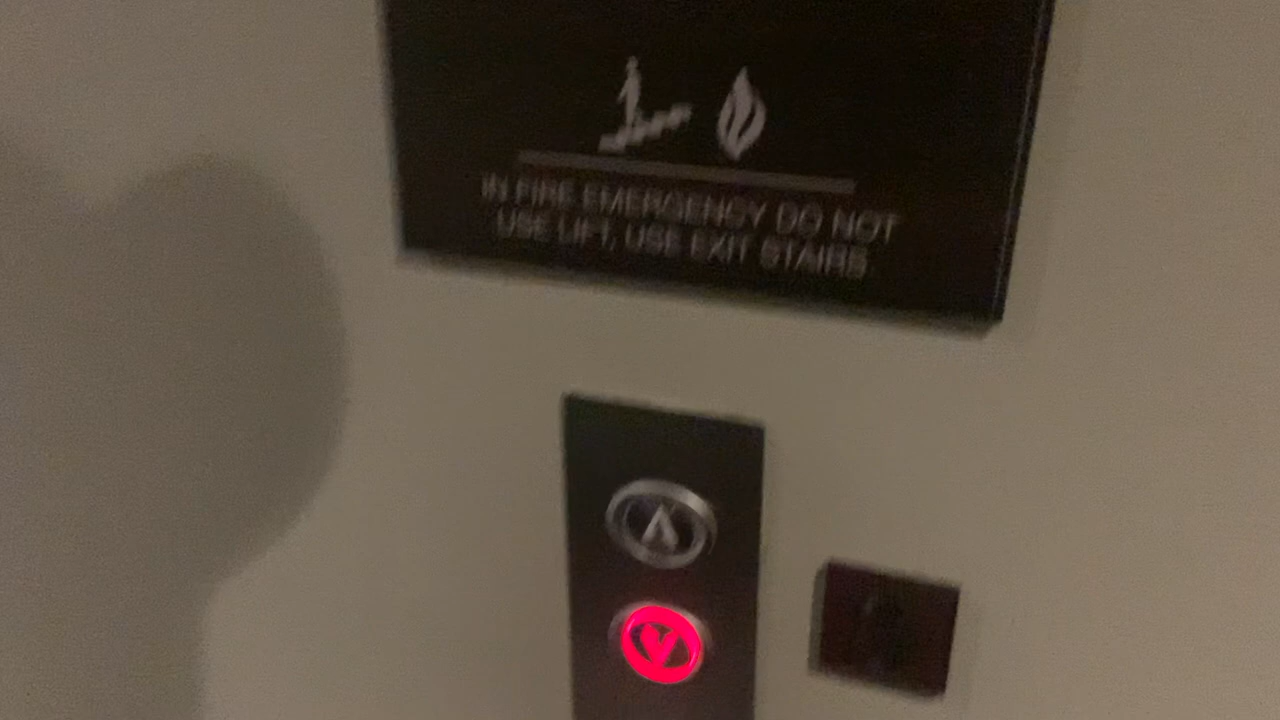 IN FIRE EMERGENCY DO NOT
USE LIFT, USE EXIT STAIRS